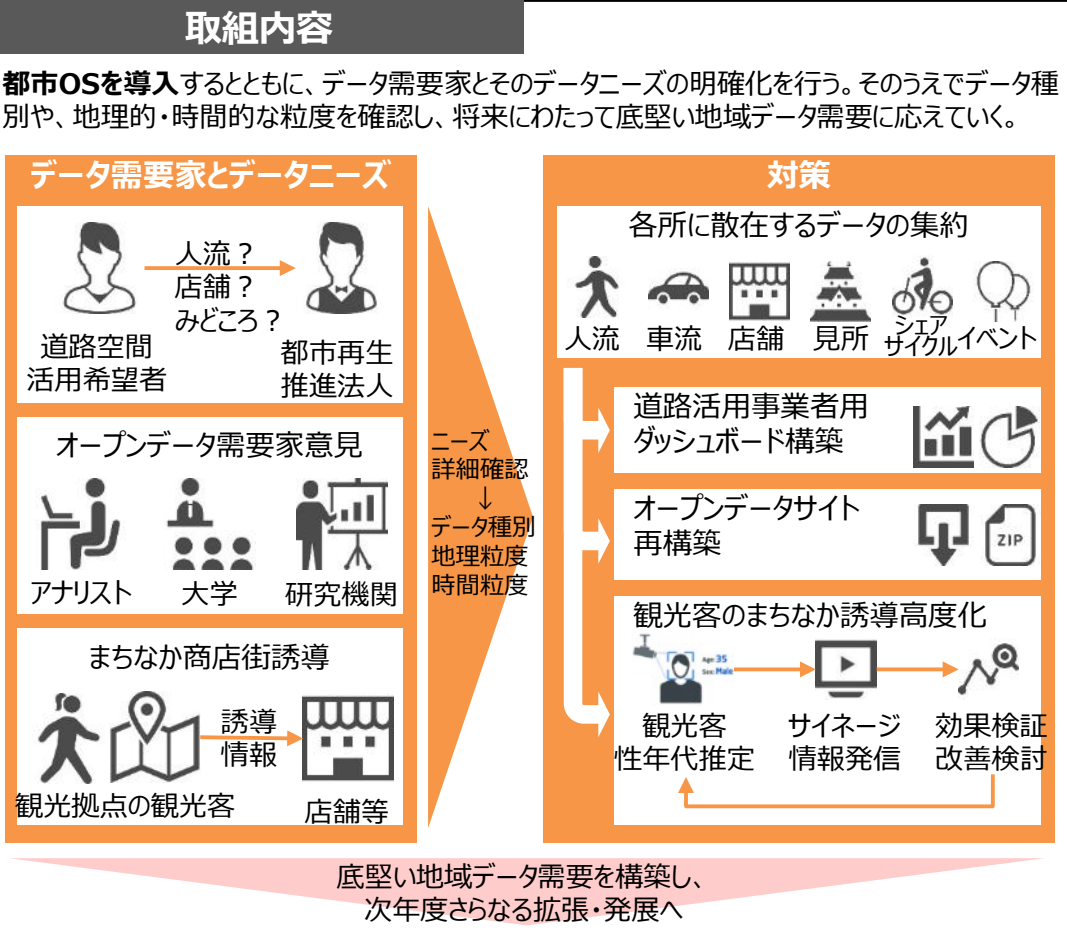 取組内容
都市OSを導入するとともに、データ需要家とそのデータニーズの明確化を行う。そのうえでデータ種
別や、地理的・時間的な粒度を確認し、将来にわたって底堅い地域データ需要に応えていく。
データ需要家とデータニーズ
人流？
店舗？
みどころ？
道路空間
活用希望者
都市再生
推進法人
オープンデータ需要家意見
アナリスト
大学
研究機関
まちなか商店街誘導
誘導
情報
観光拠点の観光客
店舗等
ニーズ
詳細確認
↓
データ種別
地理粒度
時間粒度
対策
各所に散在するデータの集約
人流
車流
店舗
見所
シェア
サイクル
イベント
道路活用事業者用
ダッシュボード構築
オープンデータサイト
再構築
ZIP
観光客のまちなか誘導高度化
Age: 35
Sex: Male
観光客
性年代推定
サイネージ
情報発信
効果検証
改善検討
底堅い地域データ需要を構築し、
次年度さらなる拡張・発展へ